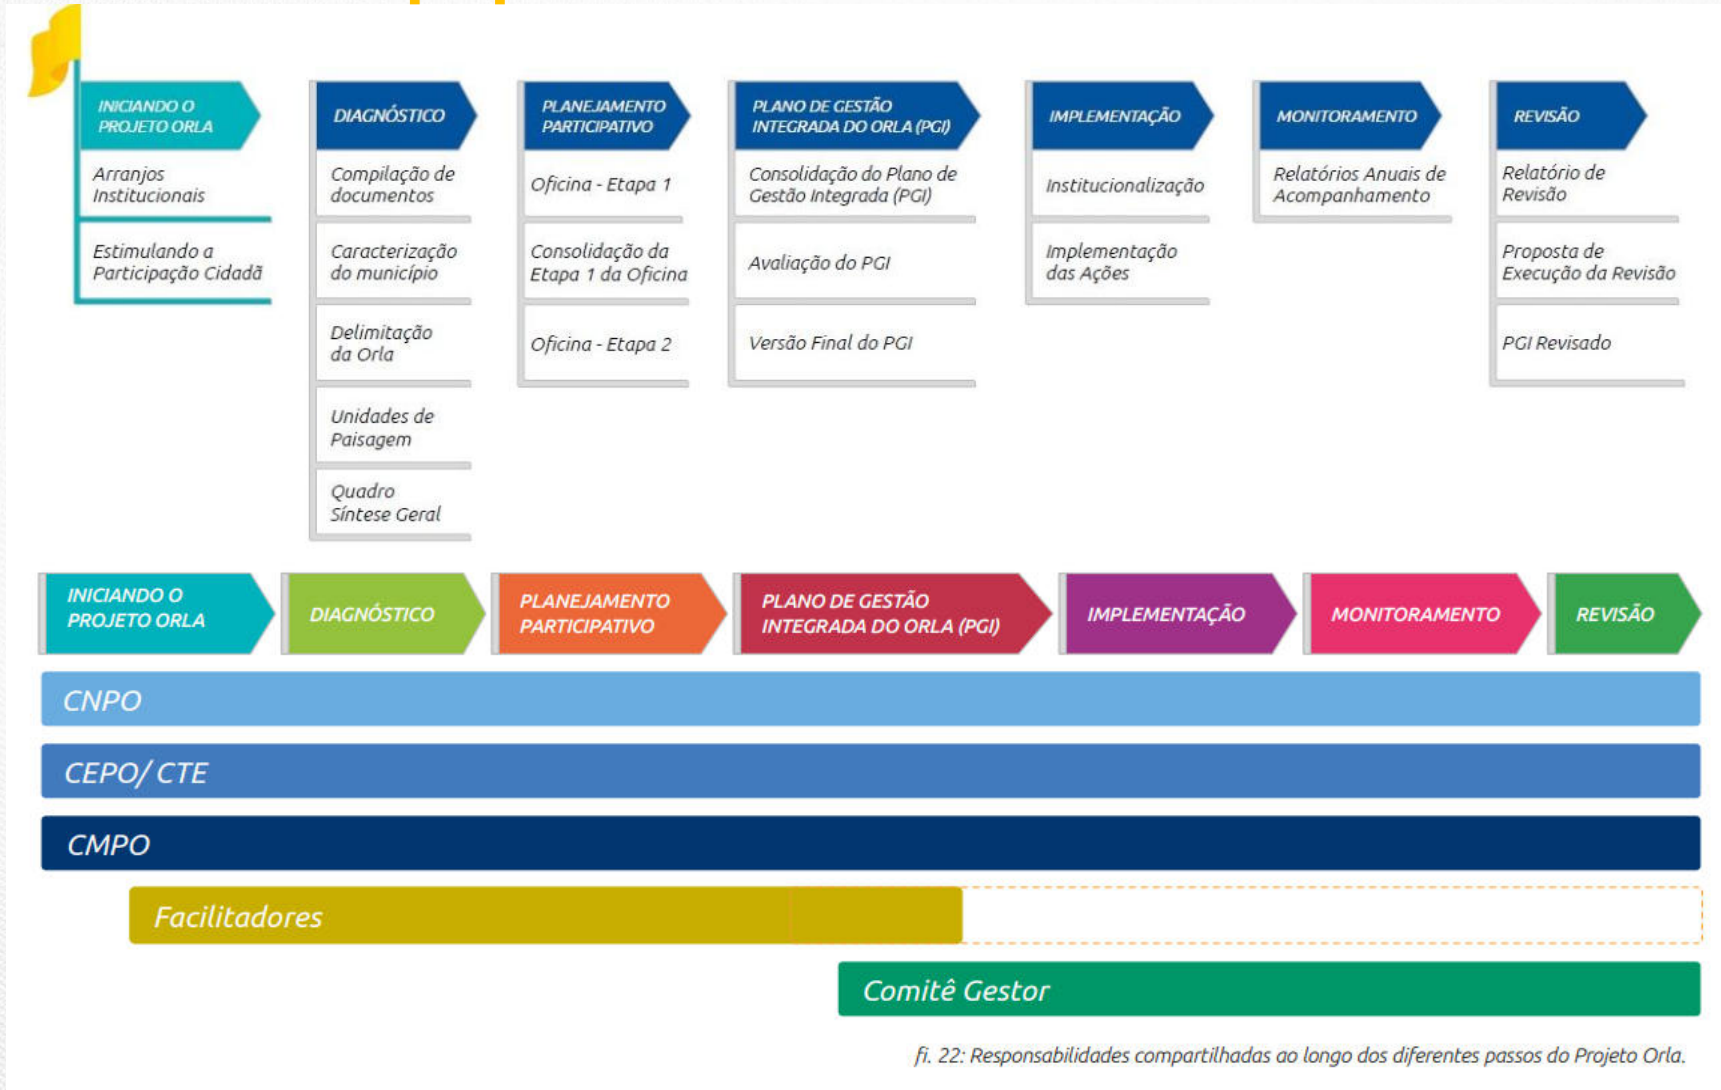 INICIANDO O
PROJETO ORLA
Arranjos
Institucionais
Estimulando a
Participação Cidadã
DIAGNÓSTICO
Compilação de
documentos
Caracterização
do município
Delimitação
da Orla
Unidades de
Paisagem
Quadro
Síntese Geral
PLANEJAMENTO
PARTICIPATIVO
Oficina - Etapa 1
Consolidação da
Etapa 1 da Oficina
Oficina - Etapa 2
PLANO DE GESTÃO
INTEGRADA DO ORLA (PGI)
Consolidação do Plano de
Gestão Integrada (PGI)
Avaliação do PGI
Versão Final do PGI
IMPLEMENTAÇÃO
Institucionalização
Implementação
das Ações
MONITORAMENTO
Relatórios Anuais de
Acompanhamento
REVISÃO
Relatório de
Revisão
Proposta de
Execução da Revisão
PGI Revisado
INICIANDO O
PROJETO ORLA
DIAGNÓSTICO
PLANEJAMENTO
PARTICIPATIVO
PLANO DE GESTÃO
INTEGRADA DO ORLA (PGI)
IMPLEMENTAÇÃO
MONITORAMENTO
REVISÃO
CNPO
CEPO/ CTE
CMPO
Facilitadores
Comitê Gestor
fi. 22: Responsabilidades compartilhadas ao longo dos diferentes passos do Projeto Orla.